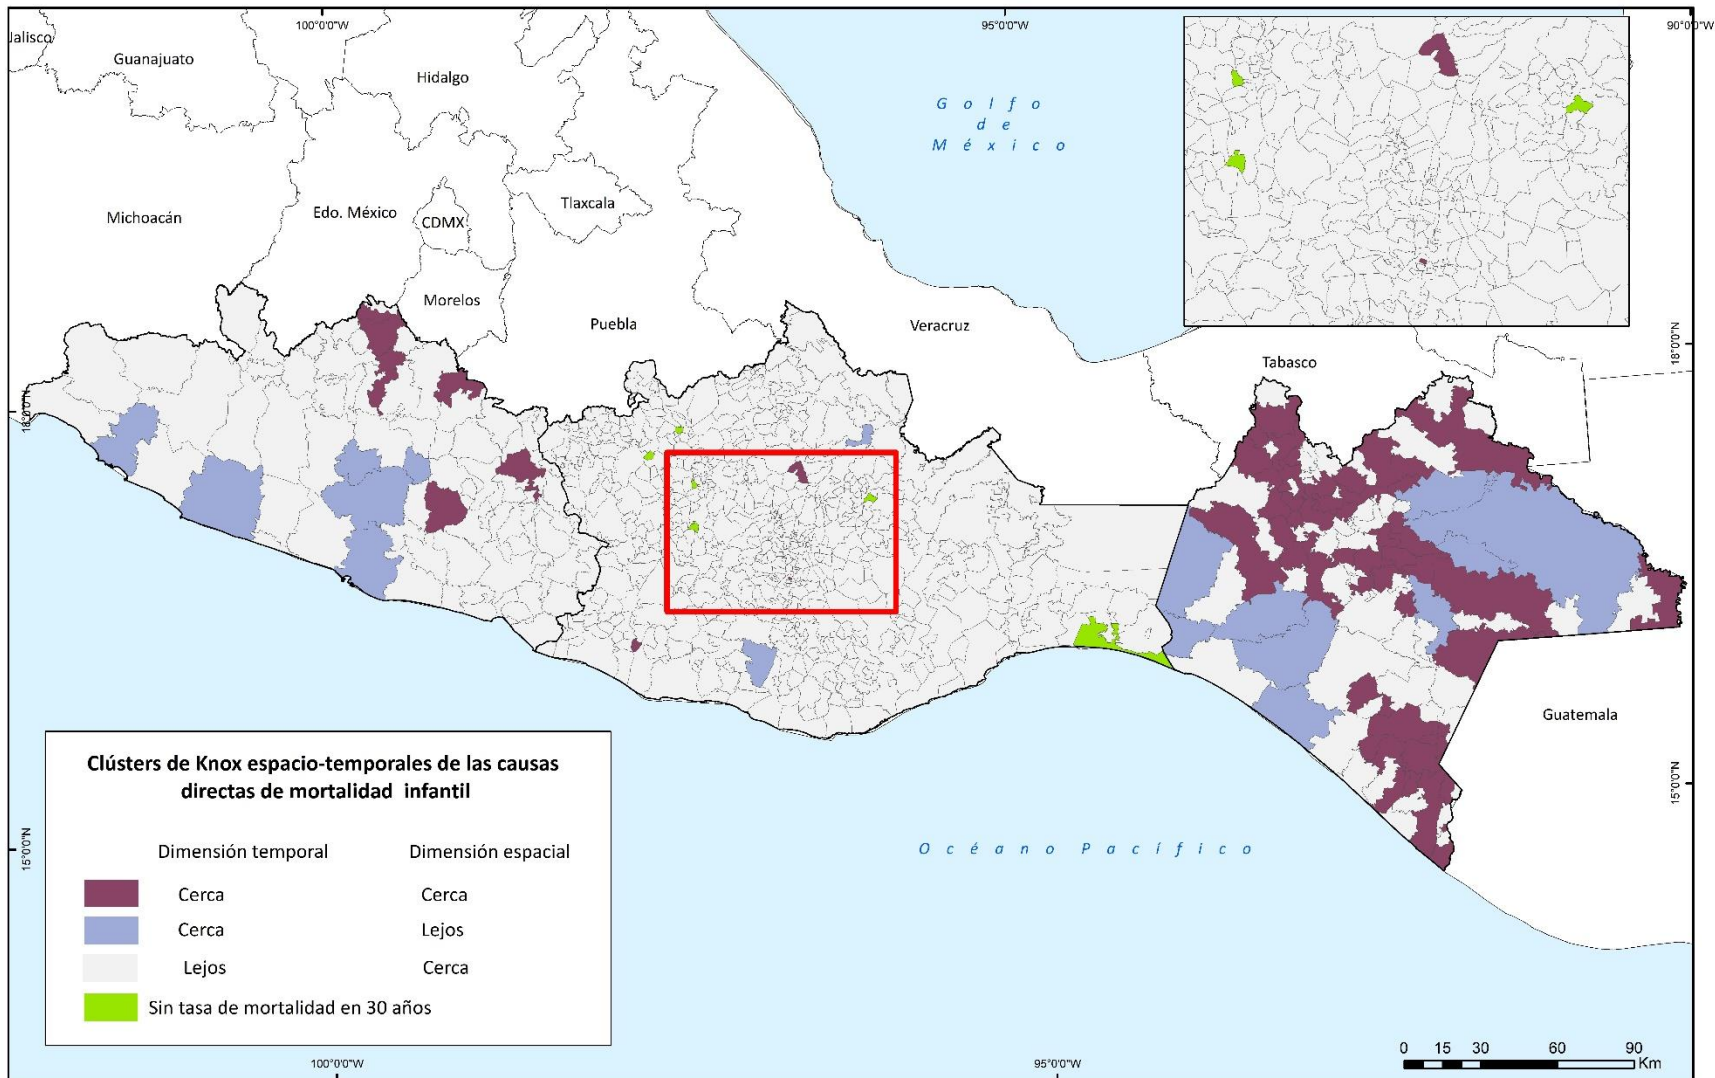 100°0'0"W
95°0'0"W
90°0'0"W
Jalisco
Guanajuato
Hidalgo
Golfo
de
México
Michoacán
Edo. México
CDMX
Tlaxcala
Morelos
Puebla
Veracruz
Tabasco
18°0'0"N
18°0'0"N
Guatemala
Clústers de Knox espacio-temporales de las causas
directas de mortalidad infantil
Dimensión temporal Dimensión espacial
Cerca Cerca
Cerca Lejos
Lejos Cerca
Sin tasa de mortalidad en 30 años
15°0'0"N
15°0'0"N
Océano Pacífico
100°0'0"W
95°0'0"W
0 15 30 60 90
Km